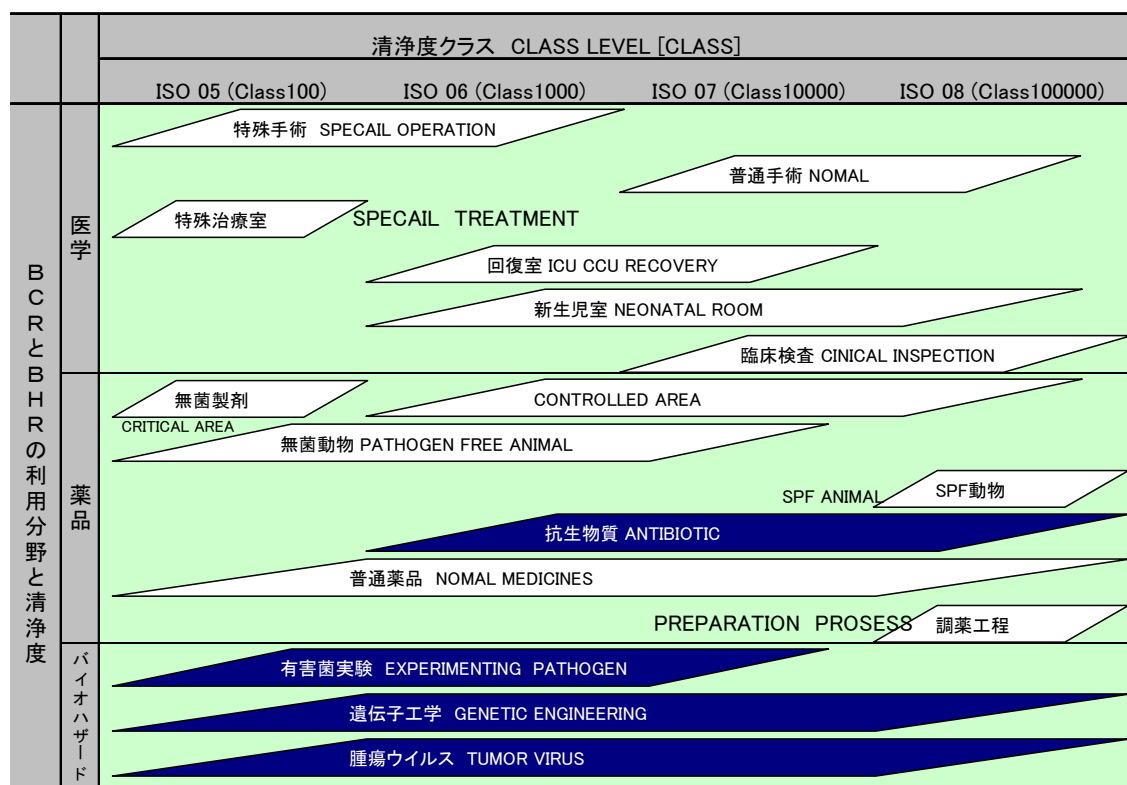 清浄度クラス CLASS LEVEL [CLASS]
ISO 05 (Class100) ISO 06 (Class1000) ISO 07 (Class10000) ISO 08 (Class100000)
BCRとBHRの利用分野と清浄度
医学
特殊手術 SPECAIL OPERATION
普通手術 NOMAL
特殊治療室 SPECAIL TREATMENT
回復室 ICU CCU RECOVERY
新生児室 NEONATAL ROOM
臨床検査 CINICAL INSPECTION
薬品
無菌製剤 CONTROLLED AREA
CRITICAL AREA
無菌動物 PATHOGEN FREE ANIMAL
SPF ANIMAL SPF動物
抗生物質 ANTIBIOTIC
普通薬品 NOMAL MEDICINES
PREPARATION PROSESS 調薬工程
バイオハザード
有害菌実験 EXPERIMENTING PATHOGEN
遺伝子工学 GENETIC ENGINEERING
腫瘍ウイルス TUMOR VIRUS